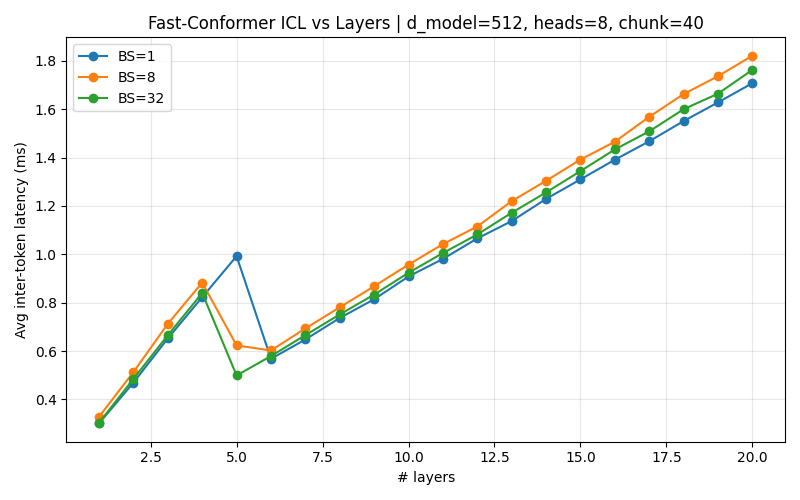 Fast-Conformer ICL vs Layers | d_model=512, heads=8, chunk=40
BS=1
BS=8
BS=32
Avg inter-token latency (ms)
1.8
1.6
1.4
1.2
1.0
0.8
0.6
0.4
2.5 5.0 7.5 10.0 12.5 15.0 17.5 20.0
# layers